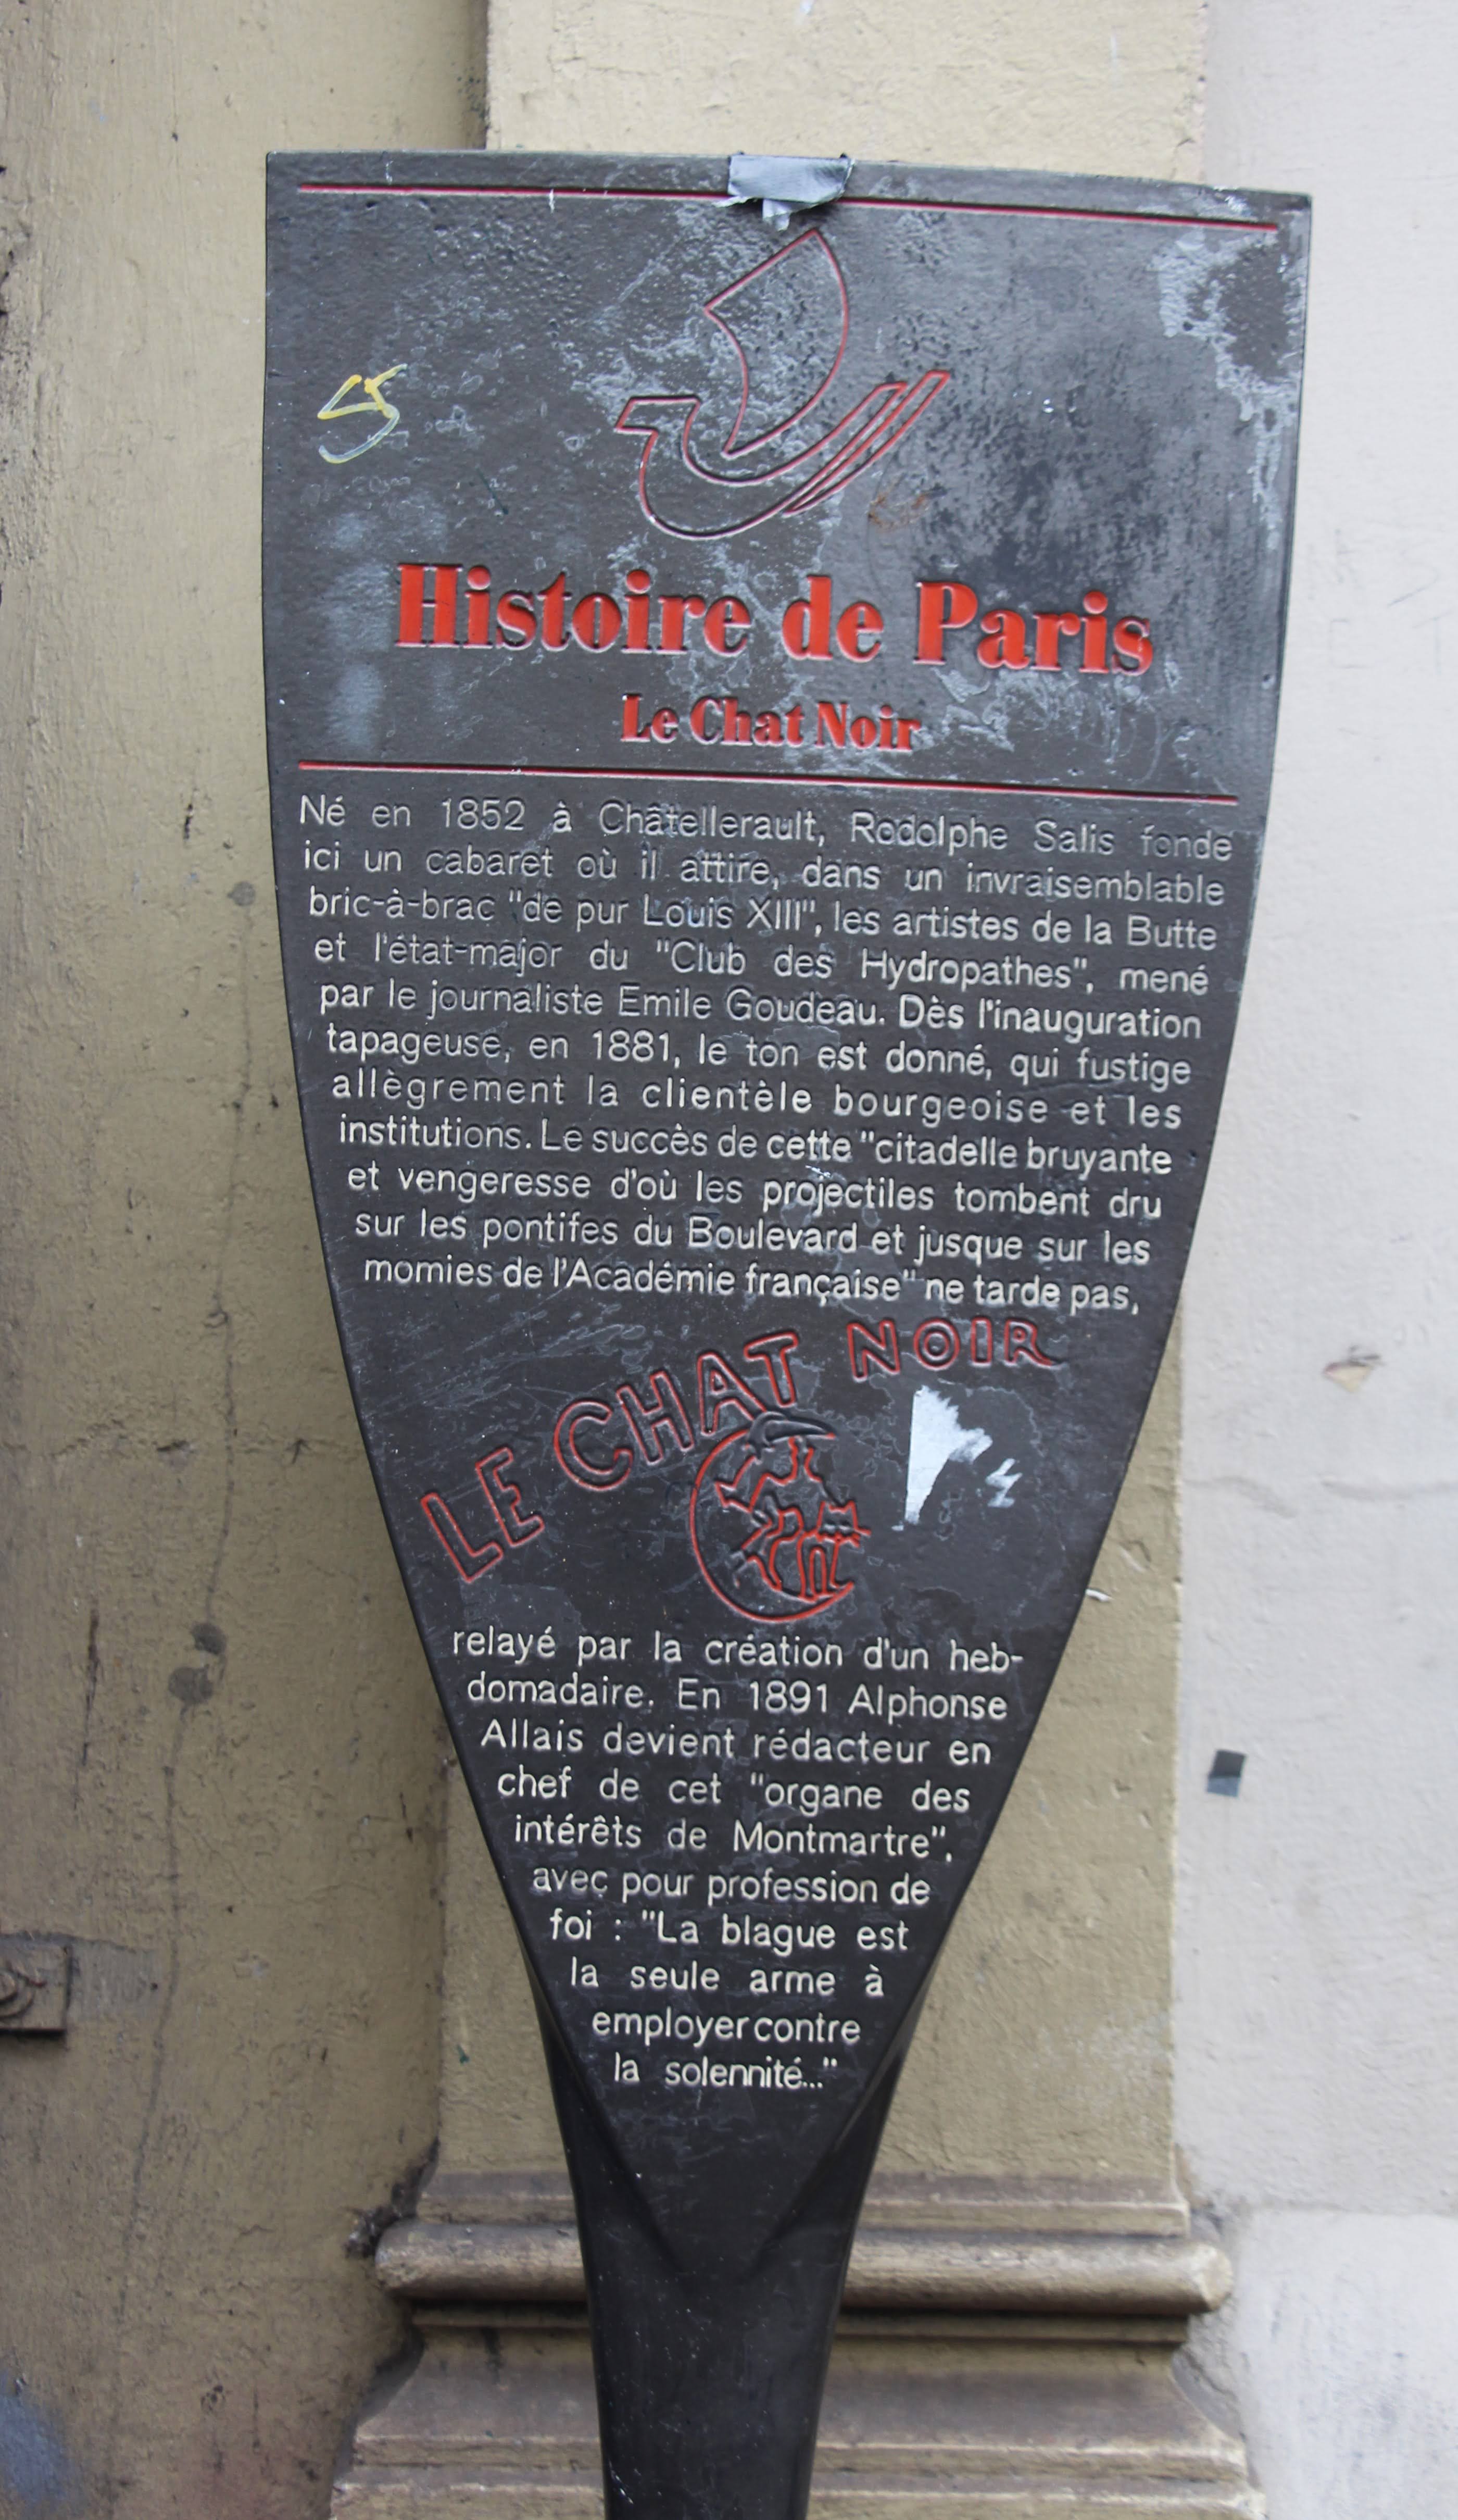 Histoire de Paris
Le Chat Noir
Né en 1852 à Châtellerault, Rodolphe Salis fonde
ici un cabaret où il attire, dans un invraisemblable
bric-à-brac "de pur Louis XIII", les artistes de la Butte
et l'état-major du "Club des Hydropathes", mené
par le journaliste Emile Goudeau. Dès l'inauguration
tapageuse, en 1881, le ton est donné, qui fustige
allègrement la clientèle bourgeoise et les
institutions. Le succès de cette "citadelle bruyante
et vengeresse d'où les projectiles tombent dru
sur les pontifes du Boulevard et jusque sur les
momies de l'Académie française" ne tarde pas,
LE CHAT NOIR
relayé par la création d'un heb-
domadaire. En 1891 Alphonse
Allais devient rédacteur en
chef de cet "organe des
intérêts de Montmartre",
avec pour profession de
foi : "La blague est
la seule arme à
employer contre
la solennité..."